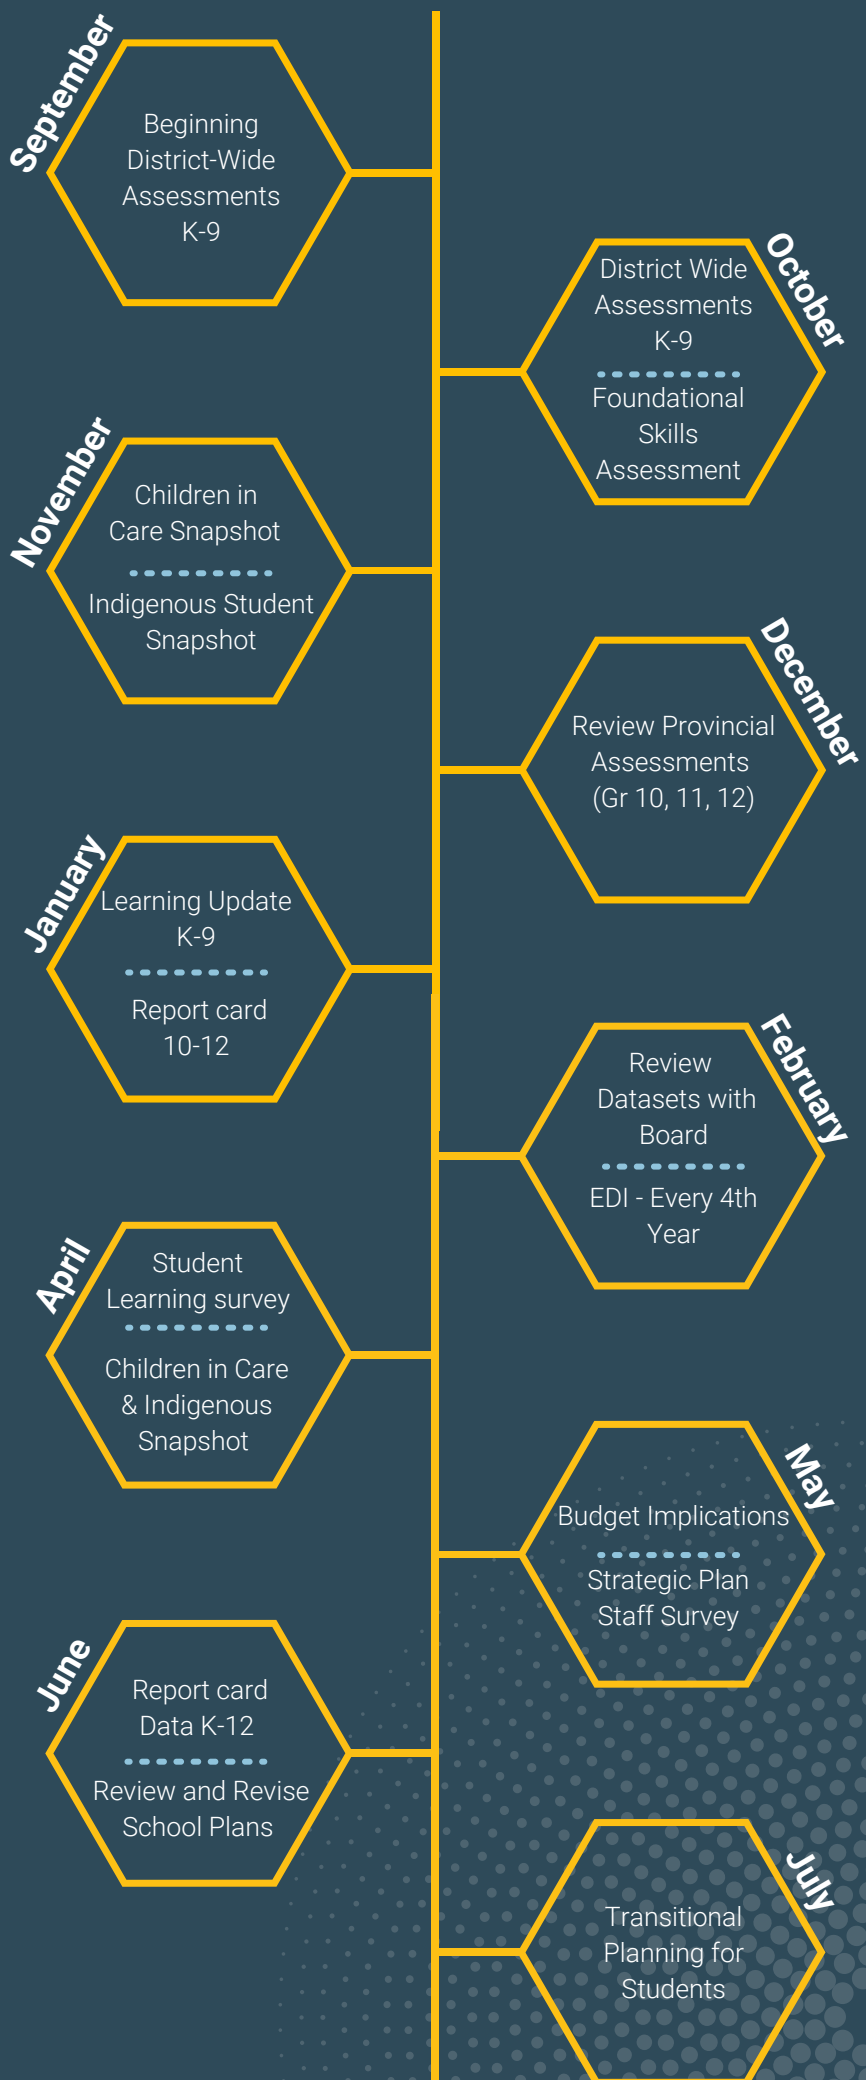 September
Beginning
District-Wide
Assessments
K-9
October
District Wide
Assessments
K-9
Foundational
Skills
Assessment
November
Children in
Care Snapshot
Indigenous Student
Snapshot
December
Review Provincial
Assessments
(Gr 10, 11, 12)
January
Learning Update
K-9
Report card
10-12
February
Review
Datasets with
Board
EDI - Every 4th
Year
April
Student
Learning survey
Children in Care
& Indigenous
Snapshot
May
Budget Implications
Strategic Plan
Staff Survey
June
Report card
Data K-12
Review and Revise
School Plans
July
Transitional
Planning for
Students